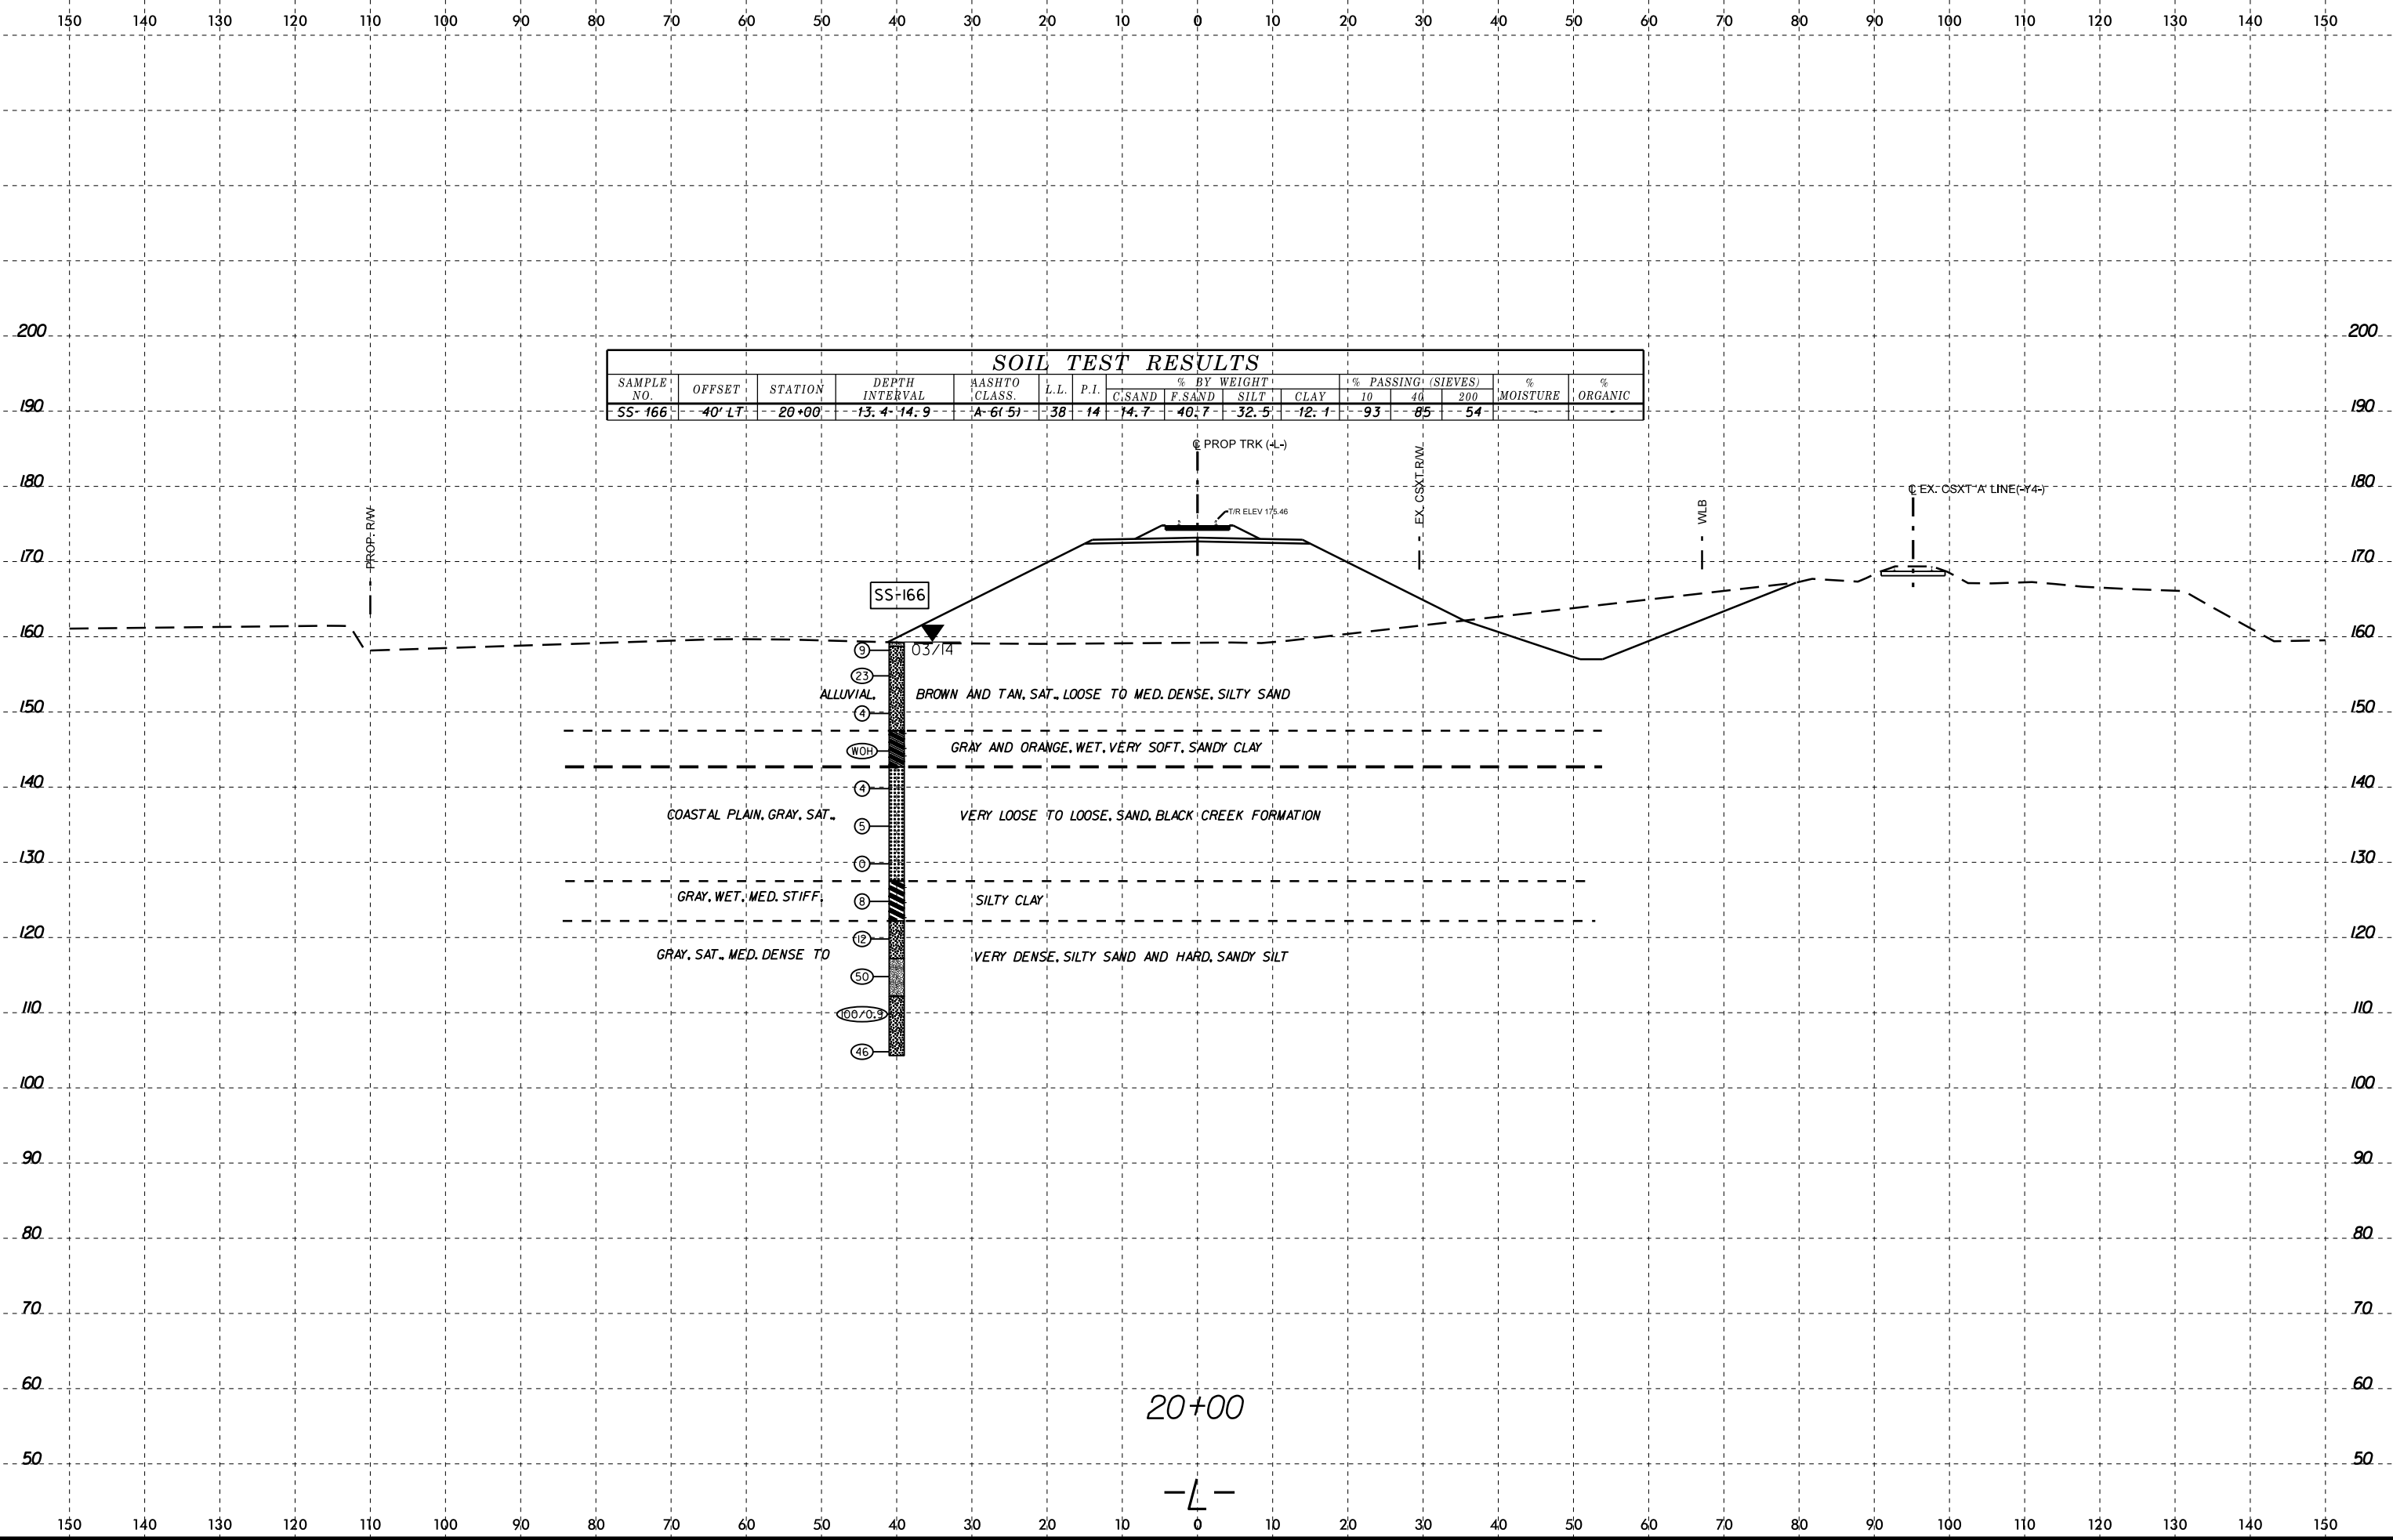 150 140 130 120 110 100 90 80 70 60 50 40 30 20 10 0 10 20 30 40 50 60 70 80 90 100 110 120 130 140 150
200 200
SOIL TEST RESULTS
SAMPLE NO. OFFSET STATION DEPTH INTERVAL AASHTO CLASS. L.L. P.I. % BY WEIGHT % PASSING (SIEVES) % MOISTURE % ORGANIC
C.SAND F.SAND SILT CLAY 10 40 200
SS-166 40' LT 20+00 13.4-14.9 A-6(5) 38 14 14.7 40.7 32.5 12.1 93 85 54 - -
190 190
℄ PROP TRK (-L-)
EX. CSXT R/W
180 180
℄ EX. CSXT 'A' LINE(-Y4-)
WLB
PROP. R/W
T/R ELEV 175.46
170 170
SS-166
160 160
9 03/14
23
ALLUVIAL, BROWN AND TAN, SAT., LOOSE TO MED. DENSE, SILTY SAND
150 4 150
WOH GRAY AND ORANGE, WET, VERY SOFT, SANDY CLAY
140 4 140
COASTAL PLAIN, GRAY, SAT., VERY LOOSE TO LOOSE, SAND, BLACK CREEK FORMATION
5
130 0 130
GRAY, WET, MED. STIFF, 8 SILTY CLAY
120 12 120
GRAY, SAT., MED. DENSE TO VERY DENSE, SILTY SAND AND HARD, SANDY SILT
50
110 100/0.9 110
46
100 100
90 90
80 80
70 70
60 60
20+00
50 50
-L-
150 140 130 120 110 100 90 80 70 60 50 40 30 20 10 0 10 20 30 40 50 60 70 80 90 100 110 120 130 140 150